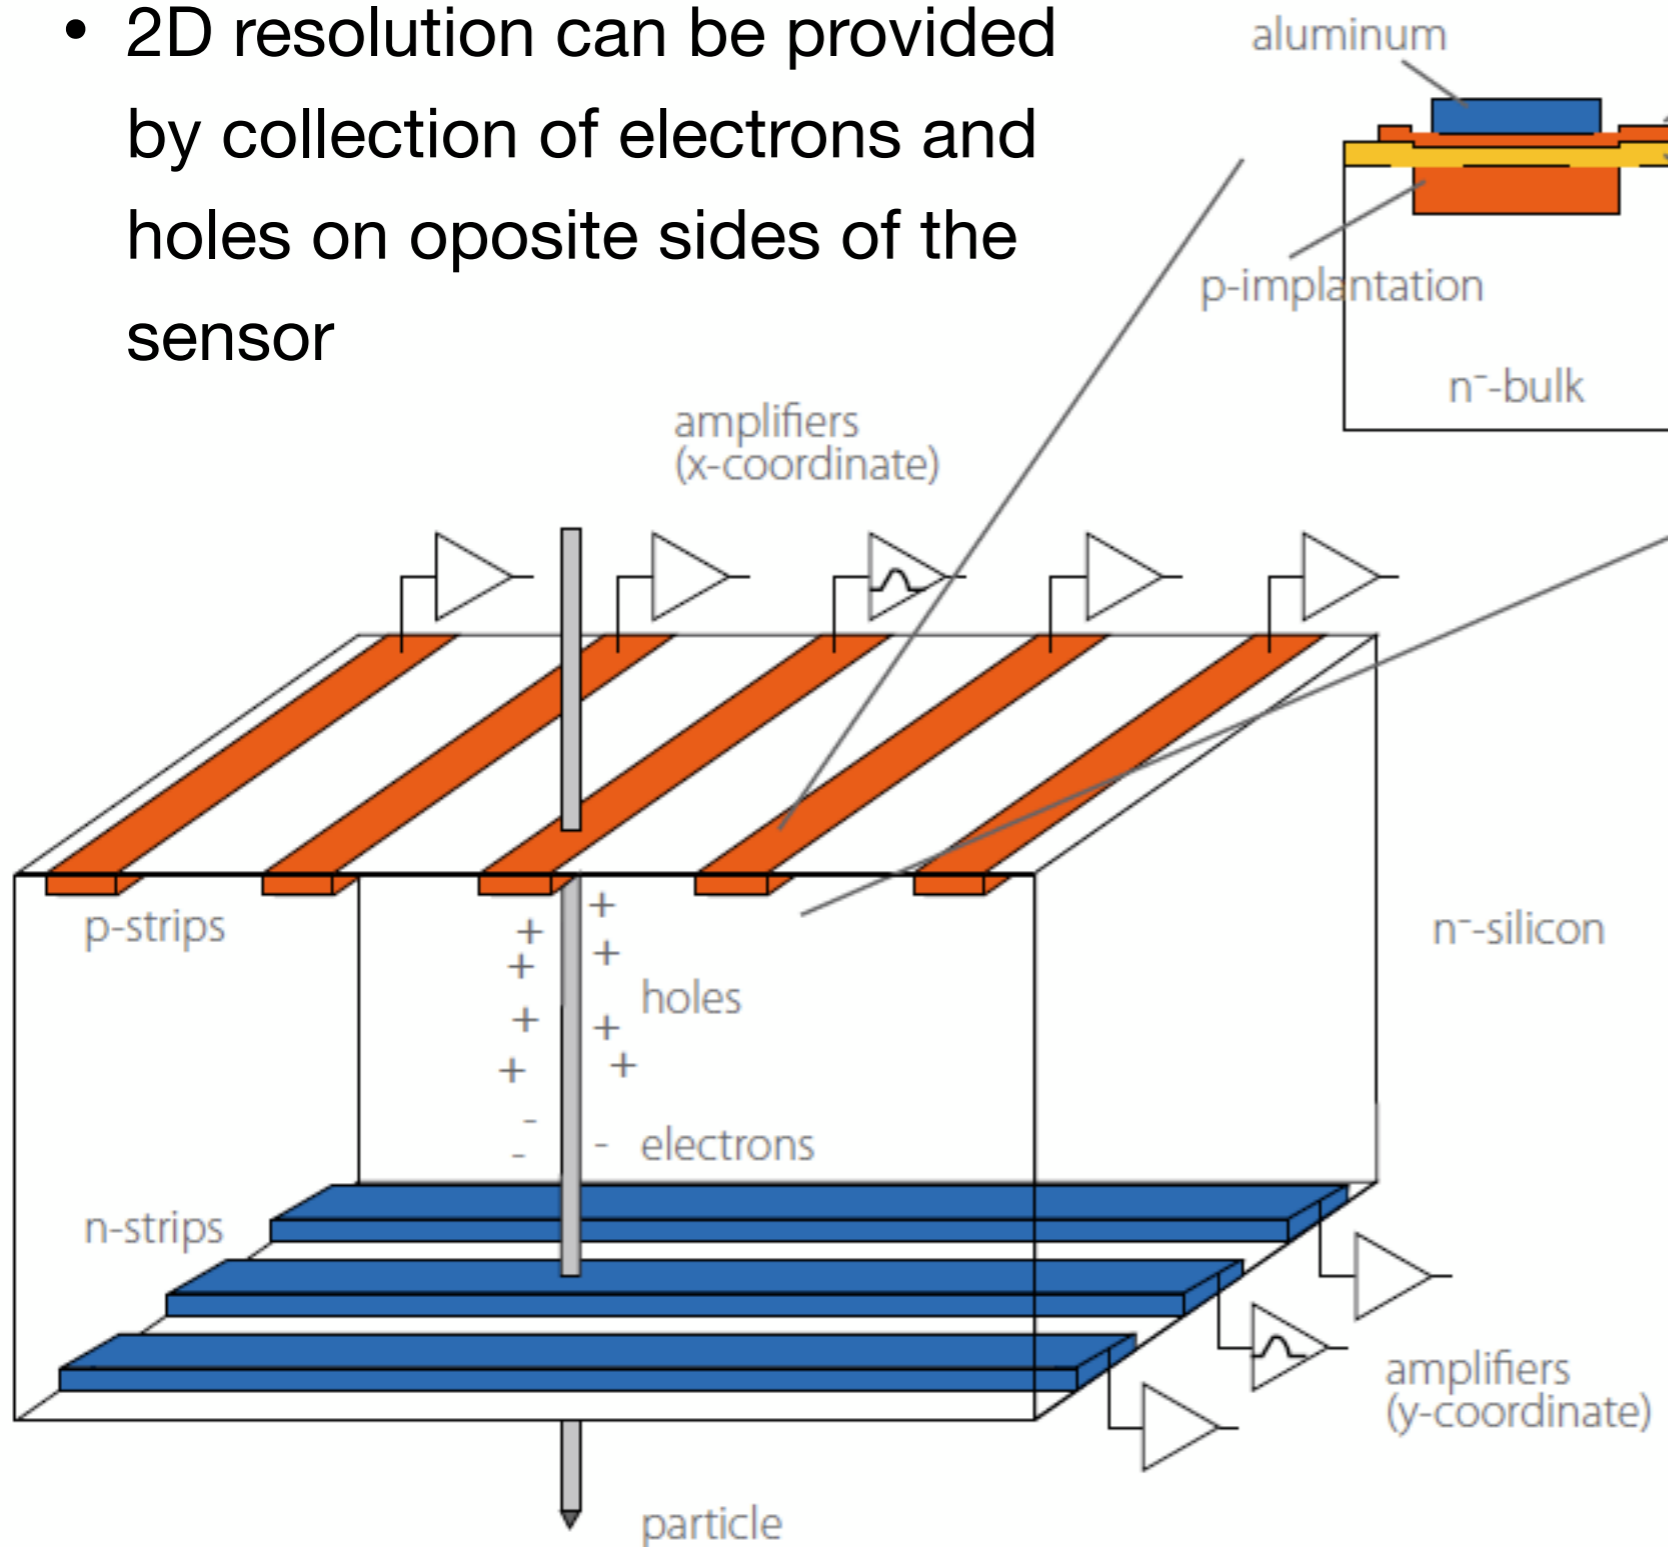 • 2D resolution can be provided
by collection of electrons and
holes on oposite sides of the
sensor
aluminum
p-implantation
n⁻-bulk
amplifiers
(x-coordinate)
p-strips
n⁻-silicon
+
+
+
+
+
+
+
+
holes
-
-
-
electrons
n-strips
amplifiers
(y-coordinate)
particle